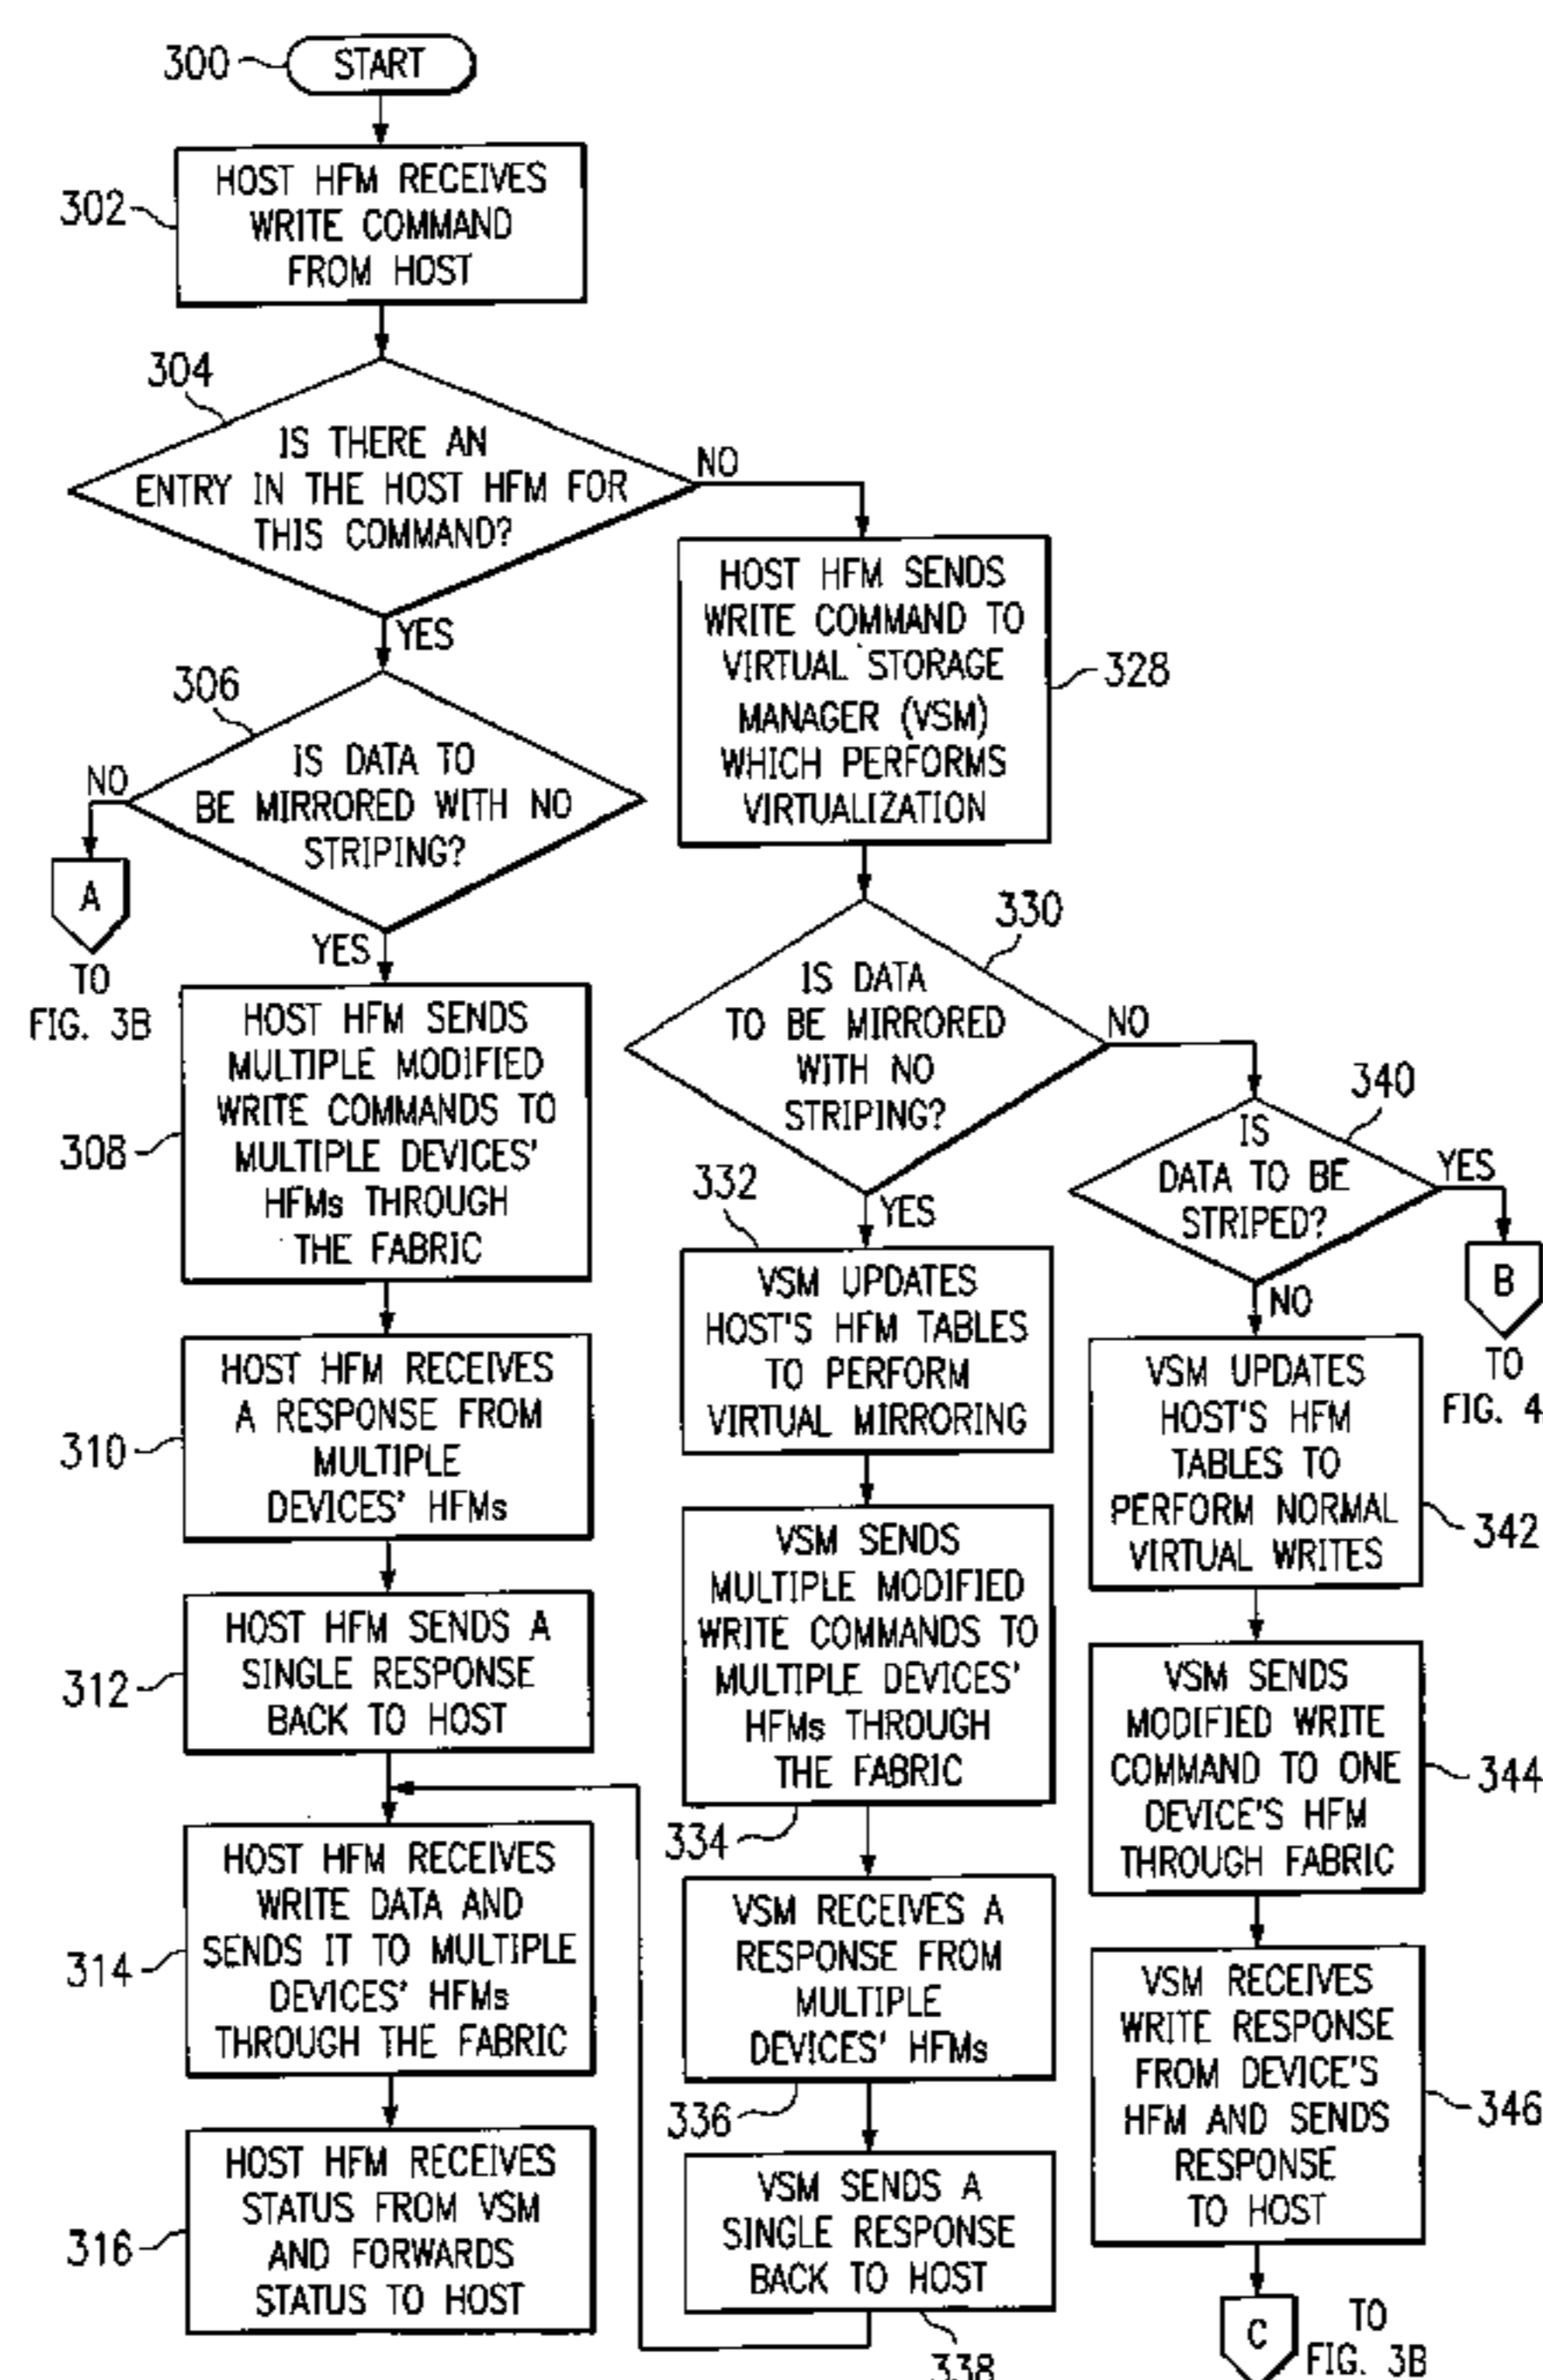 300
START
302
HOST HFM RECEIVES
WRITE COMMAND
FROM HOST
304
IS THERE AN
ENTRY IN THE HOST HFM FOR
THIS COMMAND?
NO
YES
306
IS DATA TO
BE MIRRORED WITH NO
STRIPING?
NO
A
TO
FIG. 3B
YES
308
HOST HFM SENDS
MULTIPLE MODIFIED
WRITE COMMANDS TO
MULTIPLE DEVICES'
HFMs THROUGH
THE FABRIC
310
HOST HFM RECEIVES
A RESPONSE FROM
MULTIPLE
DEVICES' HFMs
312
HOST HFM SENDS A
SINGLE RESPONSE
BACK TO HOST
314
HOST HFM RECEIVES
WRITE DATA AND
SENDS IT TO MULTIPLE
DEVICES' HFMs
THROUGH THE FABRIC
316
HOST HFM RECEIVES
STATUS FROM VSM
AND FORWARDS
STATUS TO HOST
HOST HFM SENDS
WRITE COMMAND TO
VIRTUAL STORAGE
MANAGER (VSM)
WHICH PERFORMS
VIRTUALIZATION
328
330
IS DATA
TO BE MIRRORED
WITH NO
STRIPING?
NO
YES
332
VSM UPDATES
HOST'S HFM TABLES
TO PERFORM
VIRTUAL MIRRORING
VSM SENDS
MULTIPLE MODIFIED
WRITE COMMANDS TO
MULTIPLE DEVICES'
HFMs THROUGH
THE FABRIC
334
VSM RECEIVES A
RESPONSE FROM
MULTIPLE
DEVICES' HFMs
336
VSM SENDS A
SINGLE RESPONSE
BACK TO HOST
338
340
IS
DATA TO BE
STRIPED?
YES
B
TO
FIG. 4
NO
VSM UPDATES
HOST'S HFM
TABLES TO
PERFORM NORMAL
VIRTUAL WRITES
342
VSM SENDS
MODIFIED WRITE
COMMAND TO ONE
DEVICE'S HFM
THROUGH FABRIC
344
VSM RECEIVES
WRITE RESPONSE
FROM DEVICE'S
HFM AND SENDS
RESPONSE
TO HOST
346
C
TO
FIG. 3B